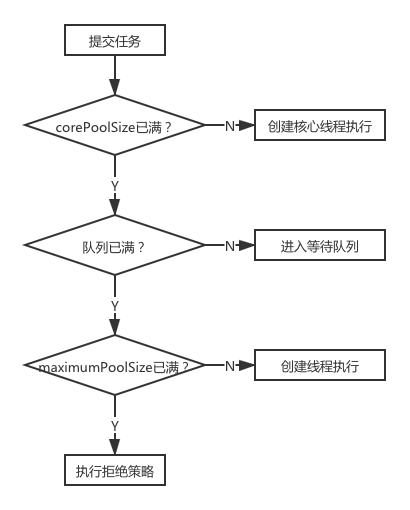 提交任务
corePoolSize已满？
N
创建核心线程执行
Y
队列已满？
N
进入等待队列
Y
maximumPoolSize已满？
N
创建线程执行
Y
执行拒绝策略